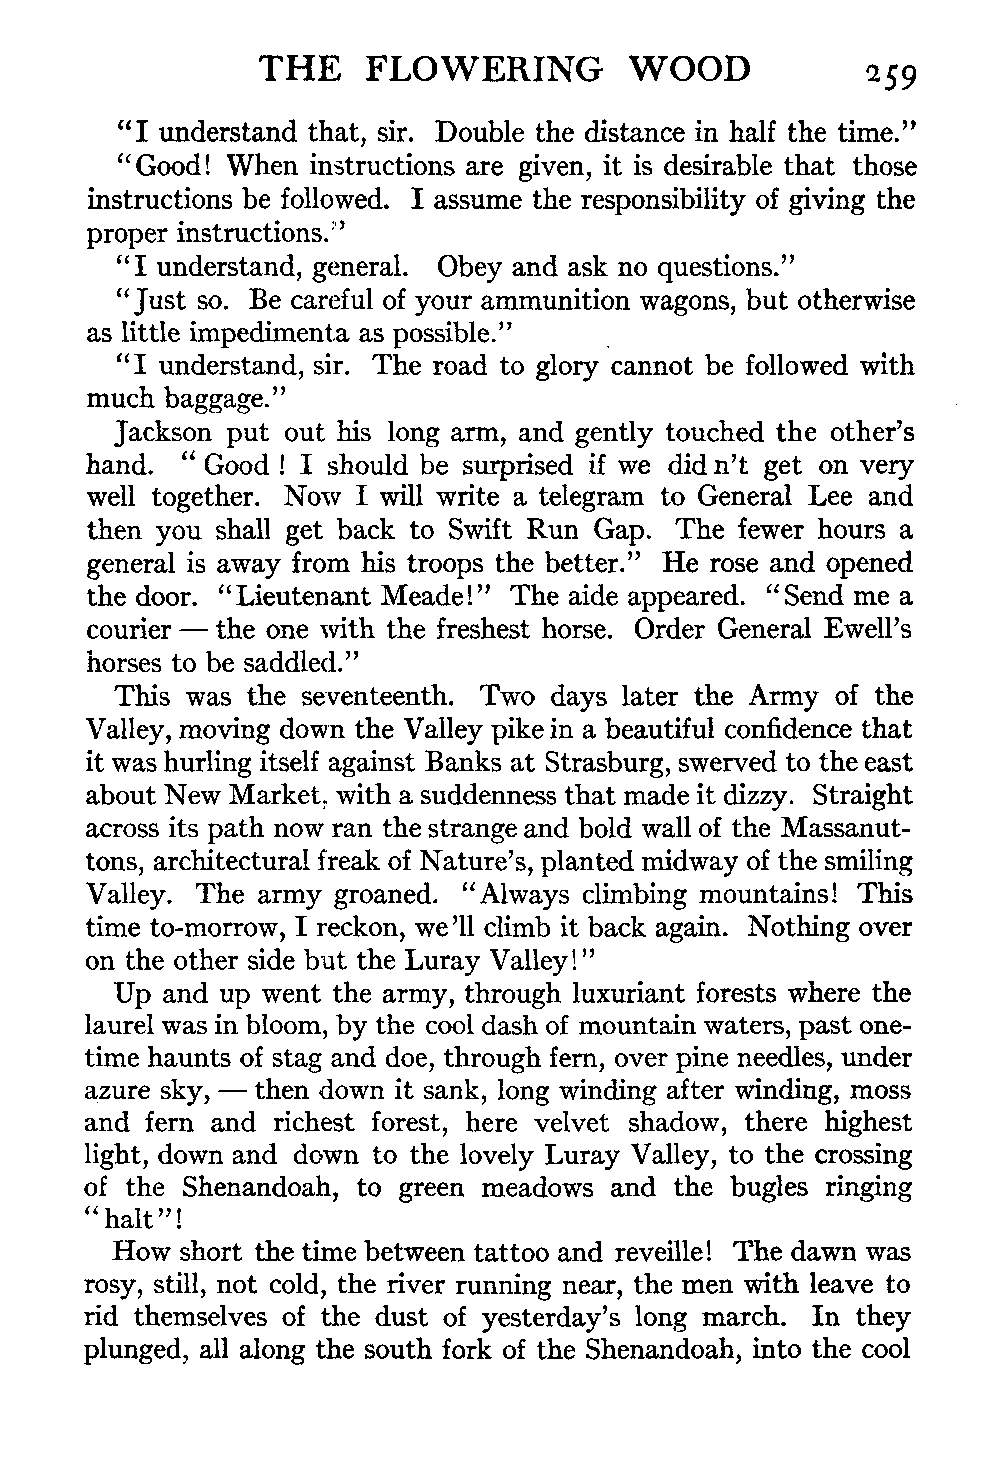 THE FLOWERING WOOD 259
"I understand that, sir. Double the distance in half the time."
"Good! When instructions are given, it is desirable that those
instructions be followed. I assume the responsibility of giving the
proper instructions."
"I understand, general. Obey and ask no questions."
"Just so. Be careful of your ammunition wagons, but otherwise
as little impedimenta as possible."
"I understand, sir. The road to glory cannot be followed with
much baggage."
Jackson put out his long arm, and gently touched the other's
hand. "Good! I should be surprised if we didn't get on very
well together. Now I will write a telegram to General Lee and
then you shall get back to Swift Run Gap. The fewer hours a
general is away from his troops the better." He rose and opened
the door. "Lieutenant Meade!" The aide appeared. "Send me a
courier — the one with the freshest horse. Order General Ewell's
horses to be saddled."
This was the seventeenth. Two days later the Army of the
Valley, moving down the Valley pike in a beautiful confidence that
it was hurling itself against Banks at Strasburg, swerved to the east
about New Market, with a suddenness that made it dizzy. Straight
across its path now ran the strange and bold wall of the Massanut-
tons, architectural freak of Nature's, planted midway of the smiling
Valley. The army groaned. "Always climbing mountains! This
time to-morrow, I reckon, we'll climb it back again. Nothing over
on the other side but the Luray Valley!"
Up and up went the army, through luxuriant forests where the
laurel was in bloom, by the cool dash of mountain waters, past one-
time haunts of stag and doe, through fern, over pine needles, under
azure sky, — then down it sank, long winding after winding, moss
and fern and richest forest, here velvet shadow, there highest
light, down and down to the lovely Luray Valley, to the crossing
of the Shenandoah, to green meadows and the bugles ringing
"halt"!
How short the time between tattoo and reveille! The dawn was
rosy, still, not cold, the river running near, the men with leave to
rid themselves of the dust of yesterday's long march. In they
plunged, all along the south fork of the Shenandoah, into the cool